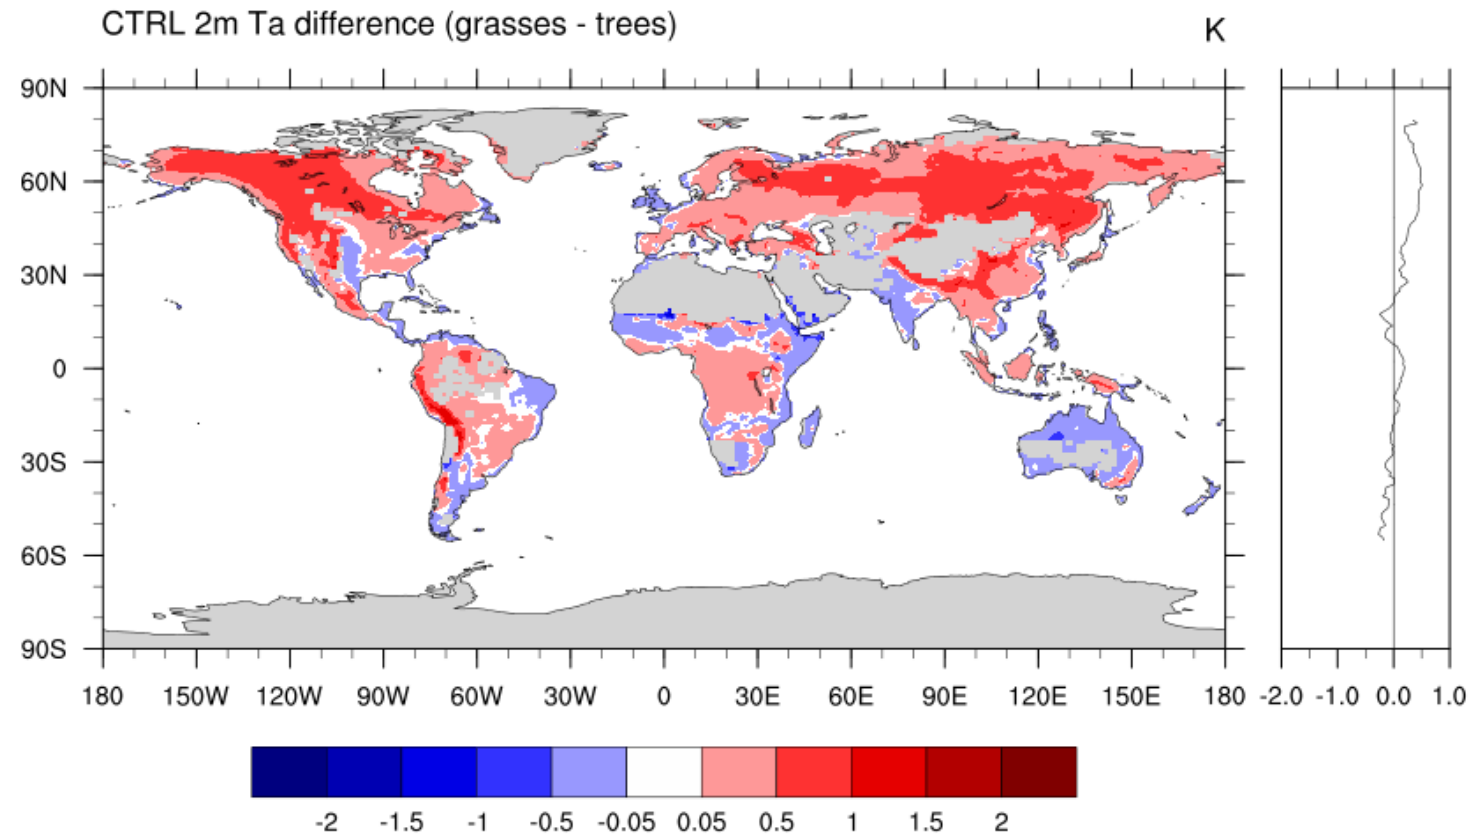 CTRL 2m Ta difference (grasses - trees) K
90N
60N
30N
0
30S
60S
90S
180 150W 120W 90W 60W 30W 0 30E 60E 90E 120E 150E 180 -2.0 -1.0 0.0 1.0
-2 -1.5 -1 -0.5 -0.05 0.05 0.5 1 1.5 2